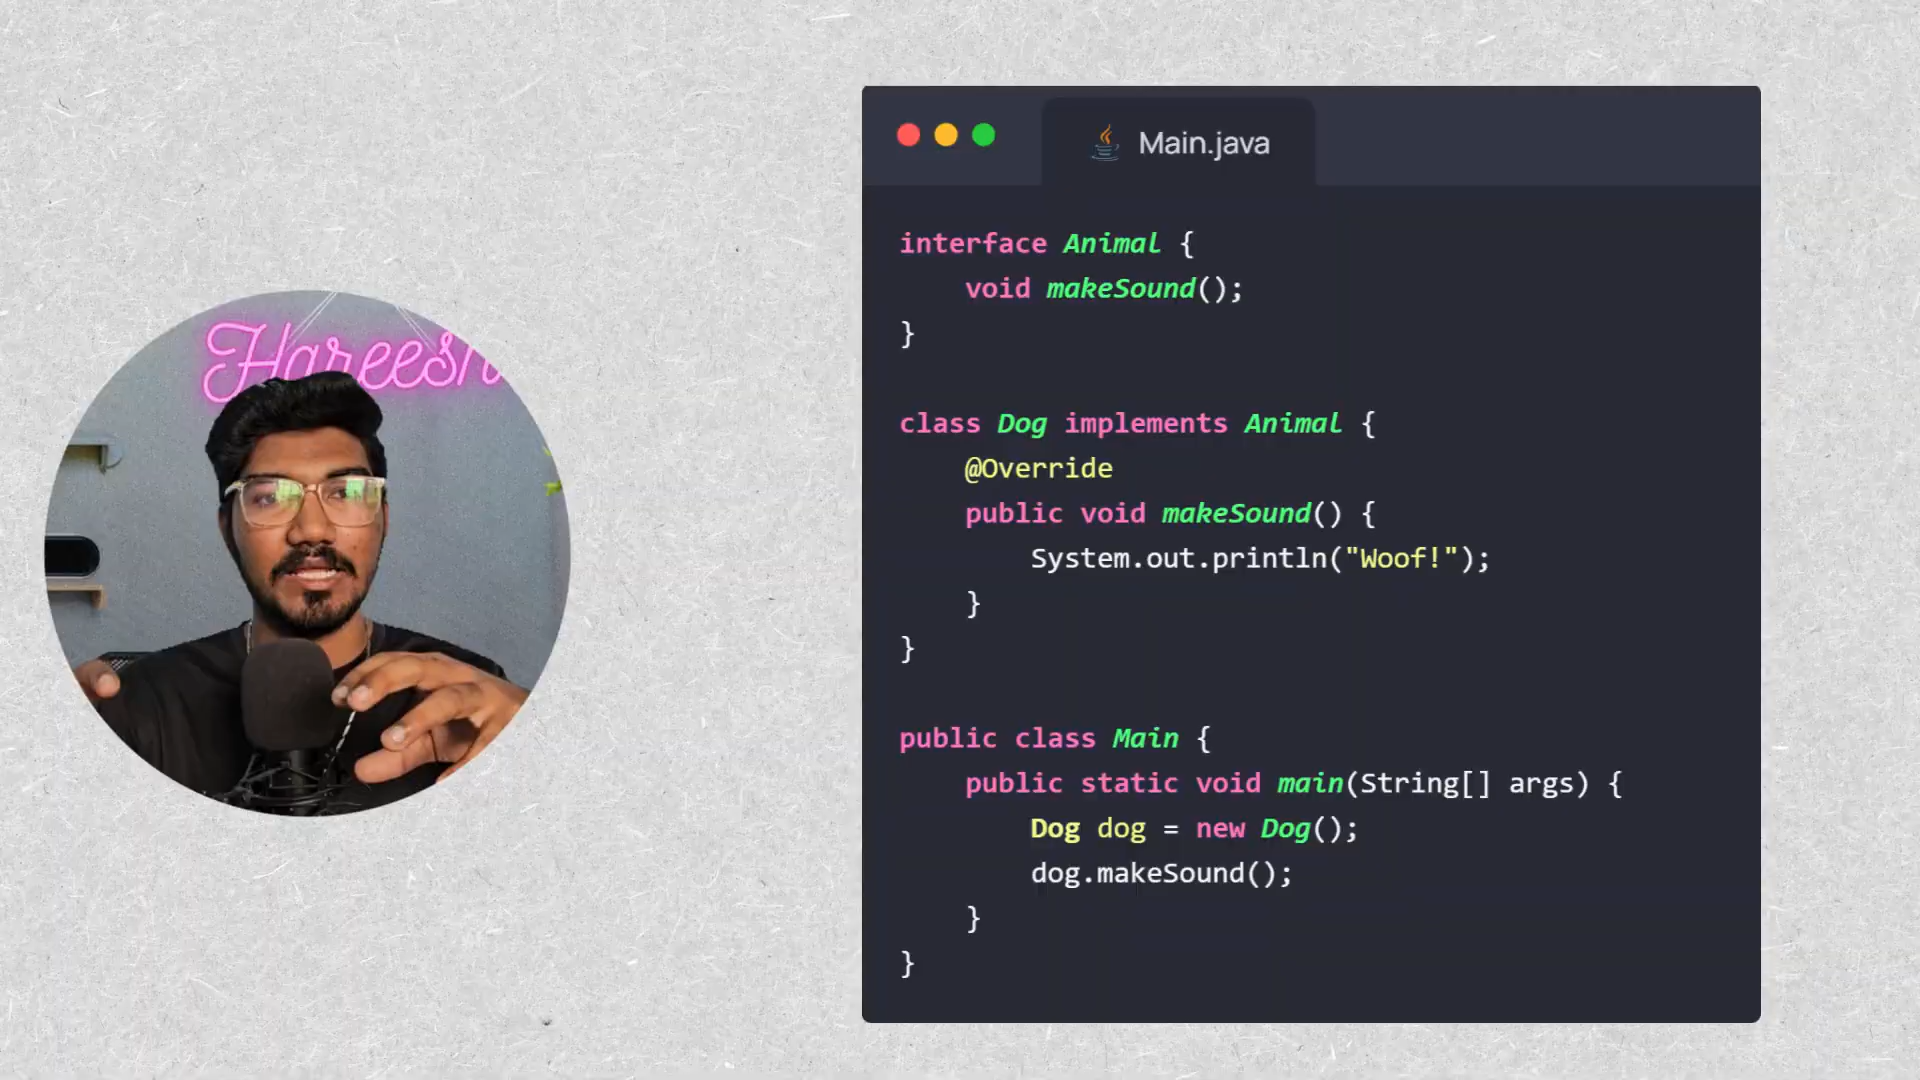 Hareesh
Main.java
interface Animal {
    void makeSound();
}
class Dog implements Animal {
    @Override
    public void makeSound() {
        System.out.println("Woof!");
    }
}
public class Main {
    public static void main(String[] args) {
        Dog dog = new Dog();
        dog.makeSound();
    }
}